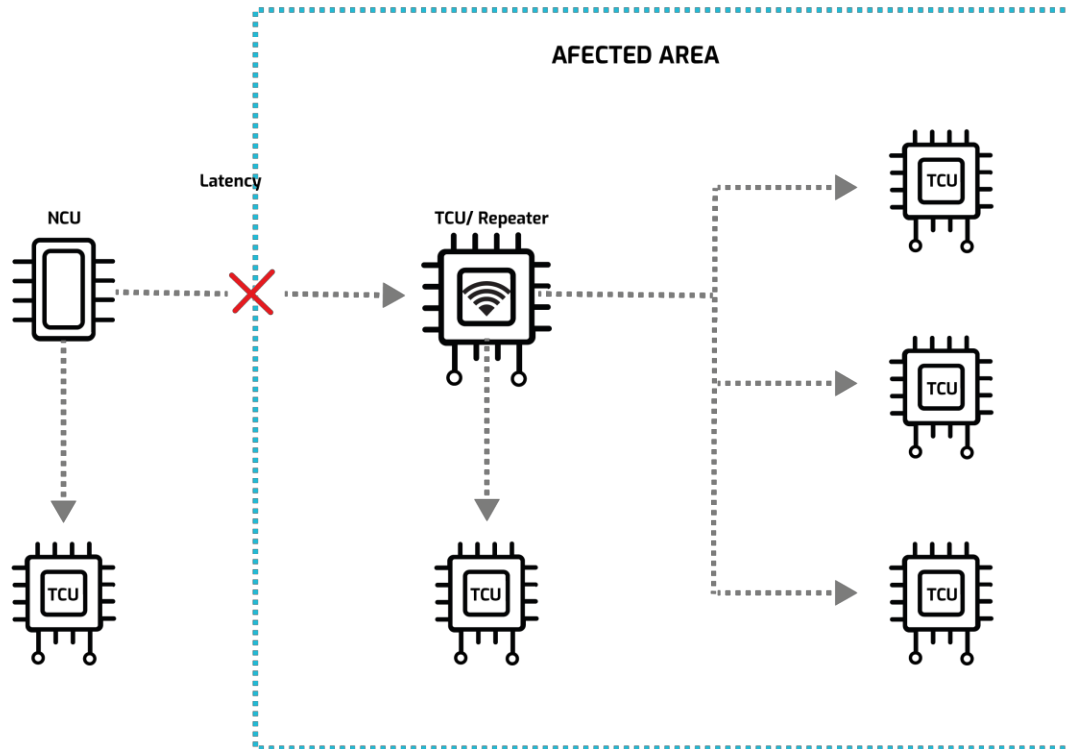 AFECTED AREA
Latency
NCU
TCU/ Repeater
TCU
TCU
TCU
TCU
TCU